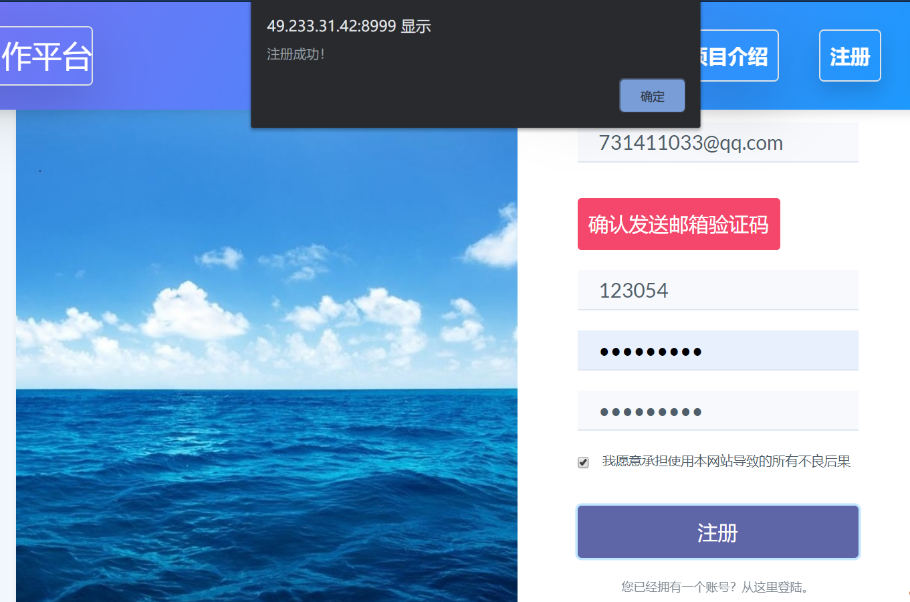 49.233.31.42:8999 显示
注册成功！
确定
作平台
项目介绍
注册
731411033@qq.com
确认发送邮箱验证码
123054
•••••••••
•••••••••
我愿意承担使用本网站导致的所有不良后果
注册
您已经拥有一个账号？从这里登陆。